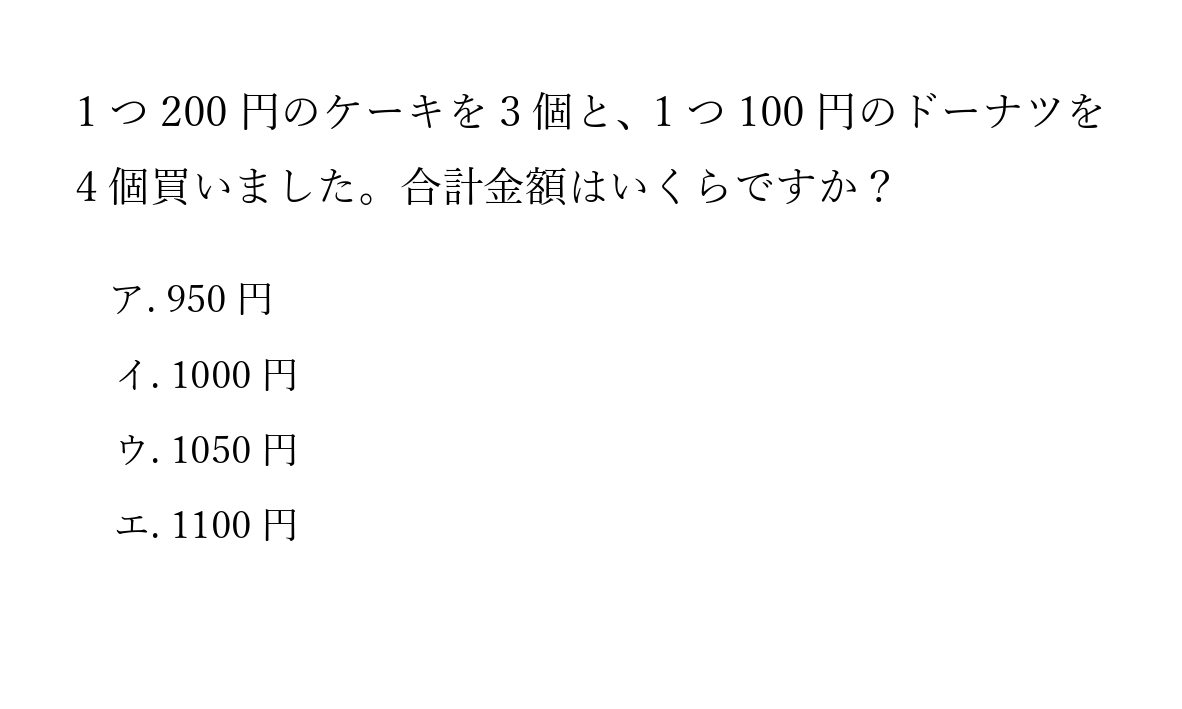 1 つ 200 円のケーキを 3 個と、1 つ 100 円のドーナツを
4 個買いました。合計金額はいくらですか？
ア. 950 円
イ. 1000 円
ウ. 1050 円
エ. 1100 円